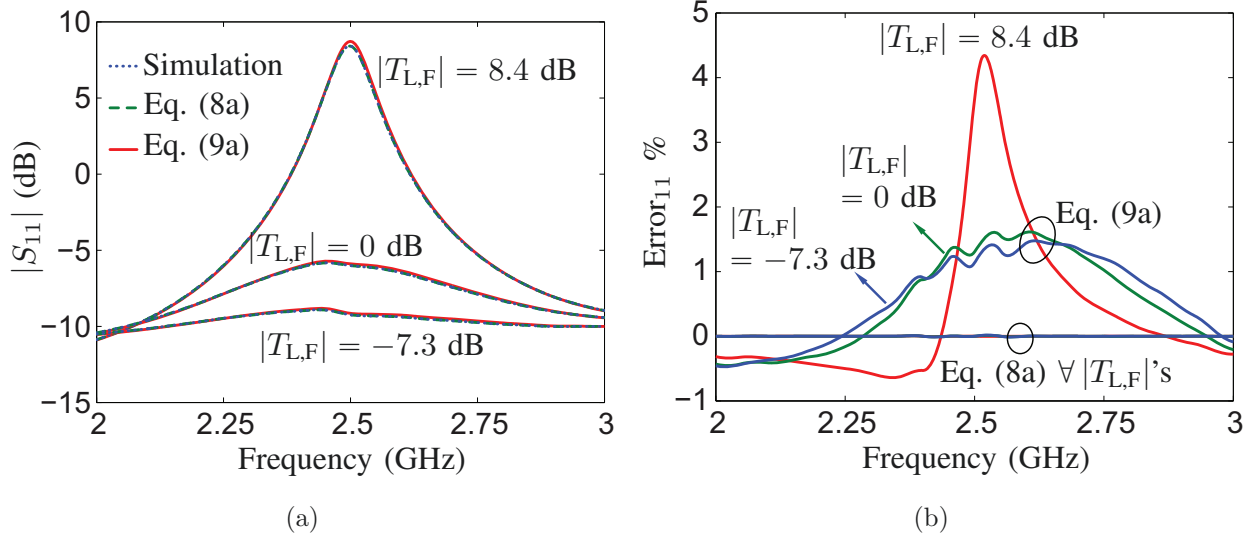 10
5
0
−5
−10
−15
2
2.25
2.5
2.75
3
|S11| (dB)
Frequency (GHz)
Simulation
Eq. (8a)
Eq. (9a)
|TL,F| = 8.4 dB
|TL,F| = 0 dB
|TL,F| = −7.3 dB
(a)
5
4
3
2
1
0
−1
2
2.25
2.5
2.75
3
Error11 %
Frequency (GHz)
|TL,F| = 8.4 dB
|TL,F|
= 0 dB
|TL,F|
= −7.3 dB
Eq. (9a)
Eq. (8a) ∀ |TL,F|'s
(b)